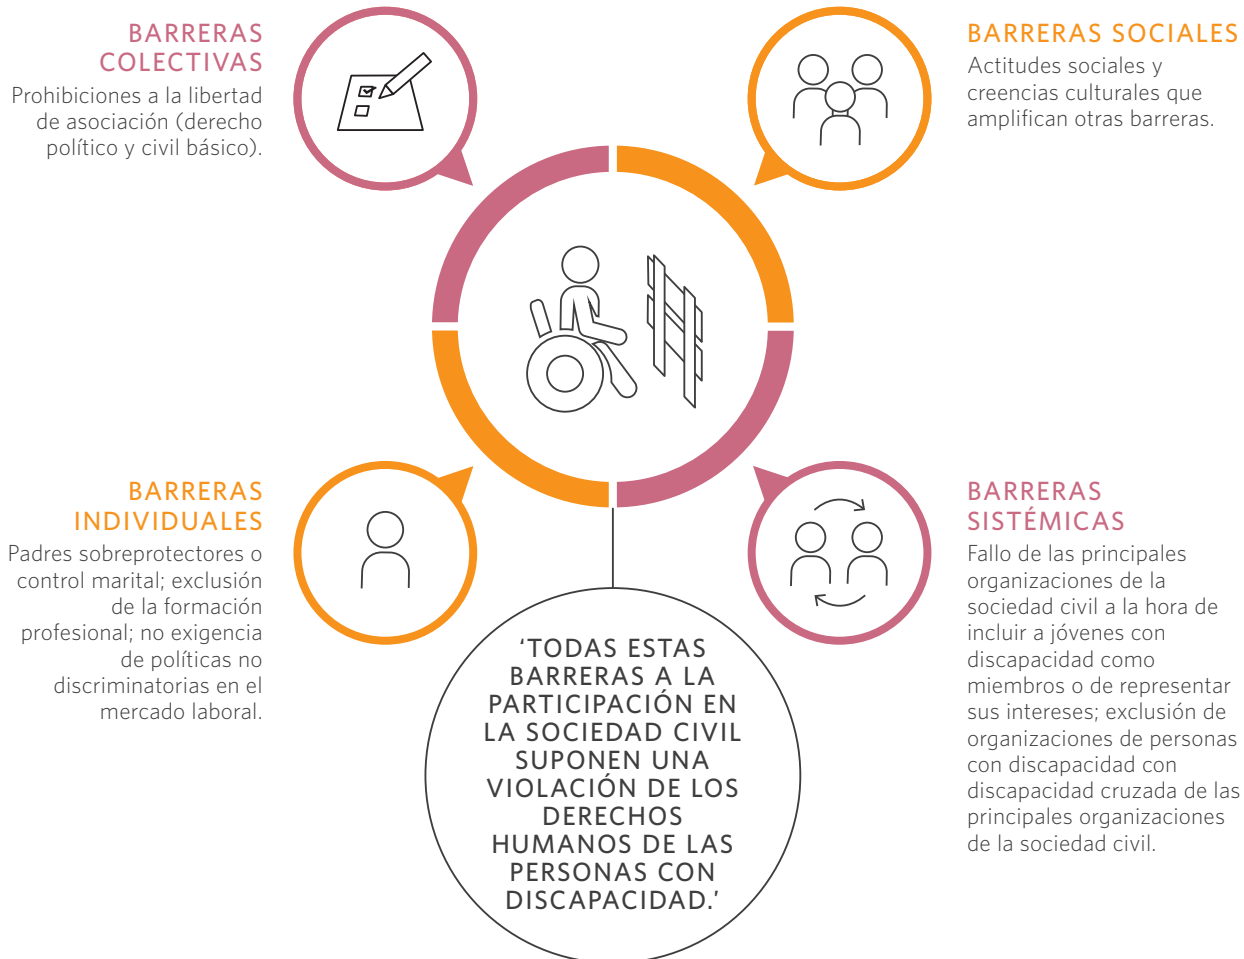 BARRERAS
COLECTIVAS
Prohibiciones a la libertad
de asociación (derecho
político y civil básico).
BARRERAS SOCIALES
Actitudes sociales y
creencias culturales que
amplifican otras barreras.
BARRERAS
INDIVIDUALES
Padres sobreprotectores o
control marital; exclusión
de la formación
profesional; no exigencia
de políticas no
discriminatorias en el
mercado laboral.
BARRERAS
SISTÉMICAS
Fallo de las principales
organizaciones de la
sociedad civil a la hora de
incluir a jóvenes con
discapacidad como
miembros o de representar
sus intereses; exclusión de
organizaciones de personas
con discapacidad con
discapacidad cruzada de las
principales organizaciones
de la sociedad civil.
‘TODAS ESTAS
BARRERAS A LA
PARTICIPACIÓN EN
LA SOCIEDAD CIVIL
SUPONEN UNA
VIOLACIÓN DE LOS
DERECHOS
HUMANOS DE LAS
PERSONAS CON
DISCAPACIDAD.’